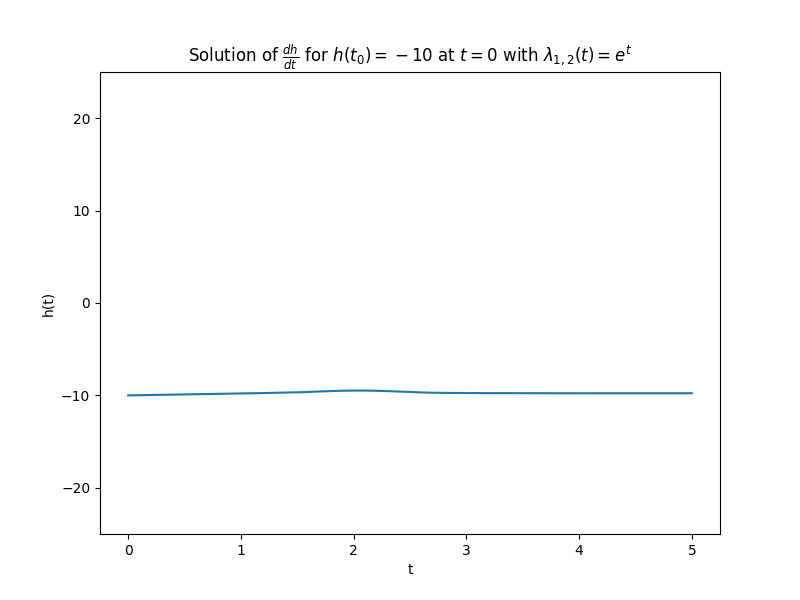 Solution of dh/dt for h(t₀) = −10 at t = 0 with λ₁,₂(t) = eᵗ
20
10
0
−10
−20
h(t)
0 1 2 3 4 5
t